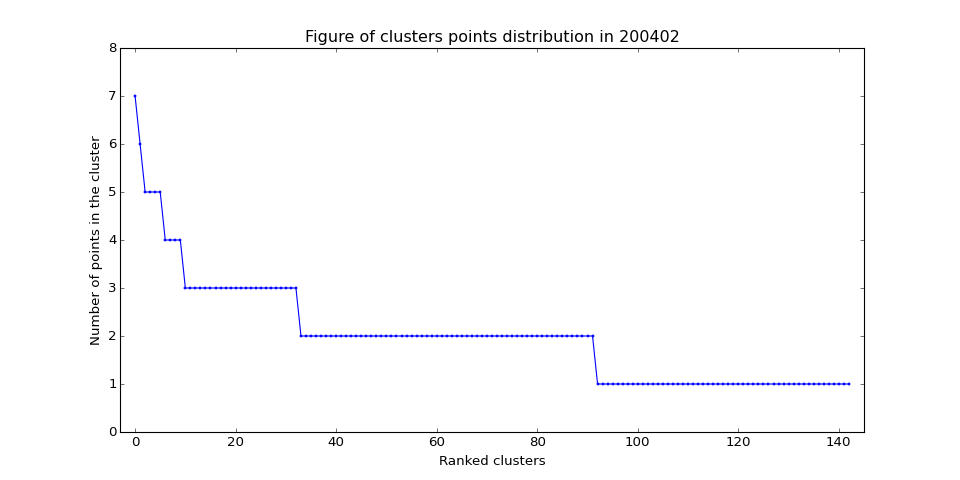 Figure of clusters points distribution in 200402
8
7
6
5
4
3
2
1
0
Number of points in the cluster
0 20 40 60 80 100 120 140
Ranked clusters